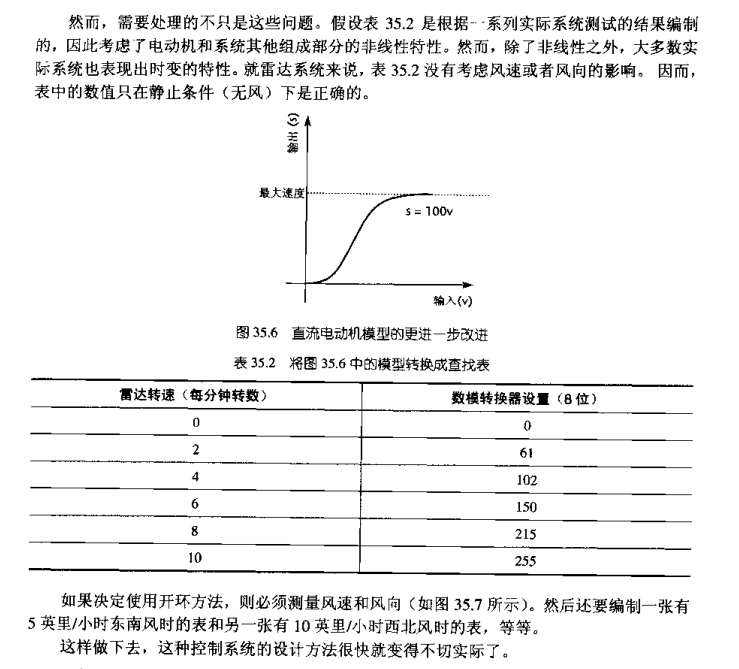 然而，需要处理的不只是这些问题。假设表 35.2 是根据一系列实际系统测试的结果编制
的，因此考虑了电动机和系统其他组成部分的非线性特性。然而，除了非线性之外，大多数实
际系统也表现出时变的特性。就雷达系统来说，表 35.2 没有考虑风速或者风向的影响。因而，
表中的数值只在静止条件（无风）下是正确的。
输出(s)
最大速度
s = 100v
输入(v)
图 35.6 直流电动机模型的更进一步改进
表 35.2 将图 35.6 中的模型转换成查找表
雷达转速（每分钟转数） 数模转换器设置（8 位）
0 0
2 61
4 102
6 150
8 215
10 255
如果决定使用开环方法，则必须测量风速和风向（如图 35.7 所示）。然后还要编制一张有
5 英里/小时东南风时的表和另一张有 10 英里/小时西北风时的表，等等。
这样做下去，这种控制系统的设计方法很快就变得不切实际了。